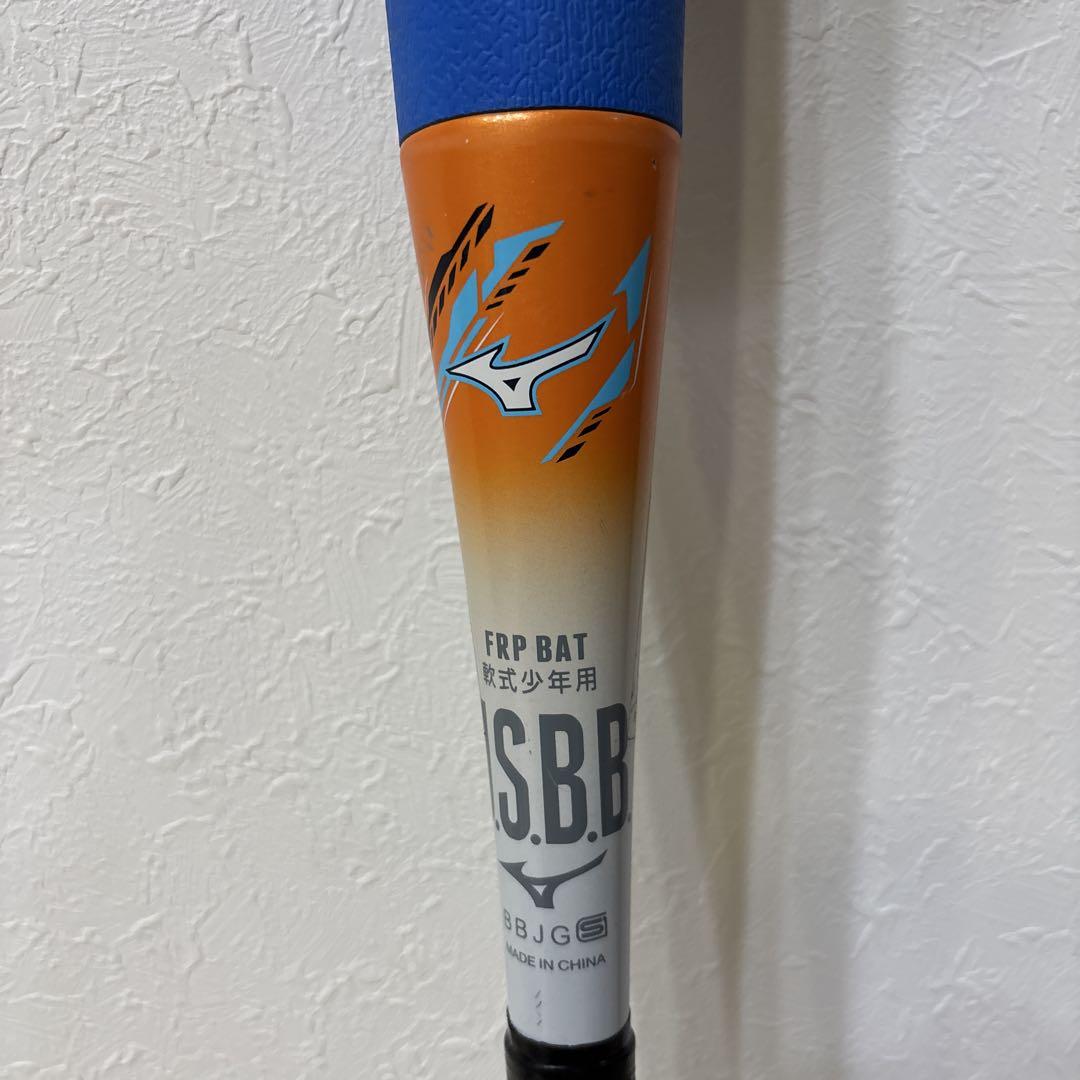 FRP BAT
軟式少年用
.S.B.B.
BBJG S
MADE IN CHINA